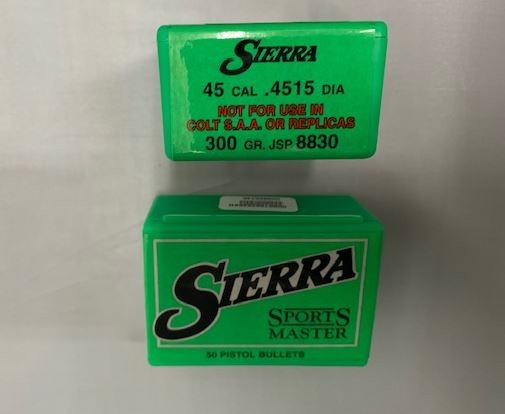 SIERRA
45 CAL .4515 DIA
NOT FOR USE IN
COLT S.A.A. OR REPLICAS
300 GR. JSP 8830
SIERRA
SPORTS
MASTER
50 PISTOL BULLETS